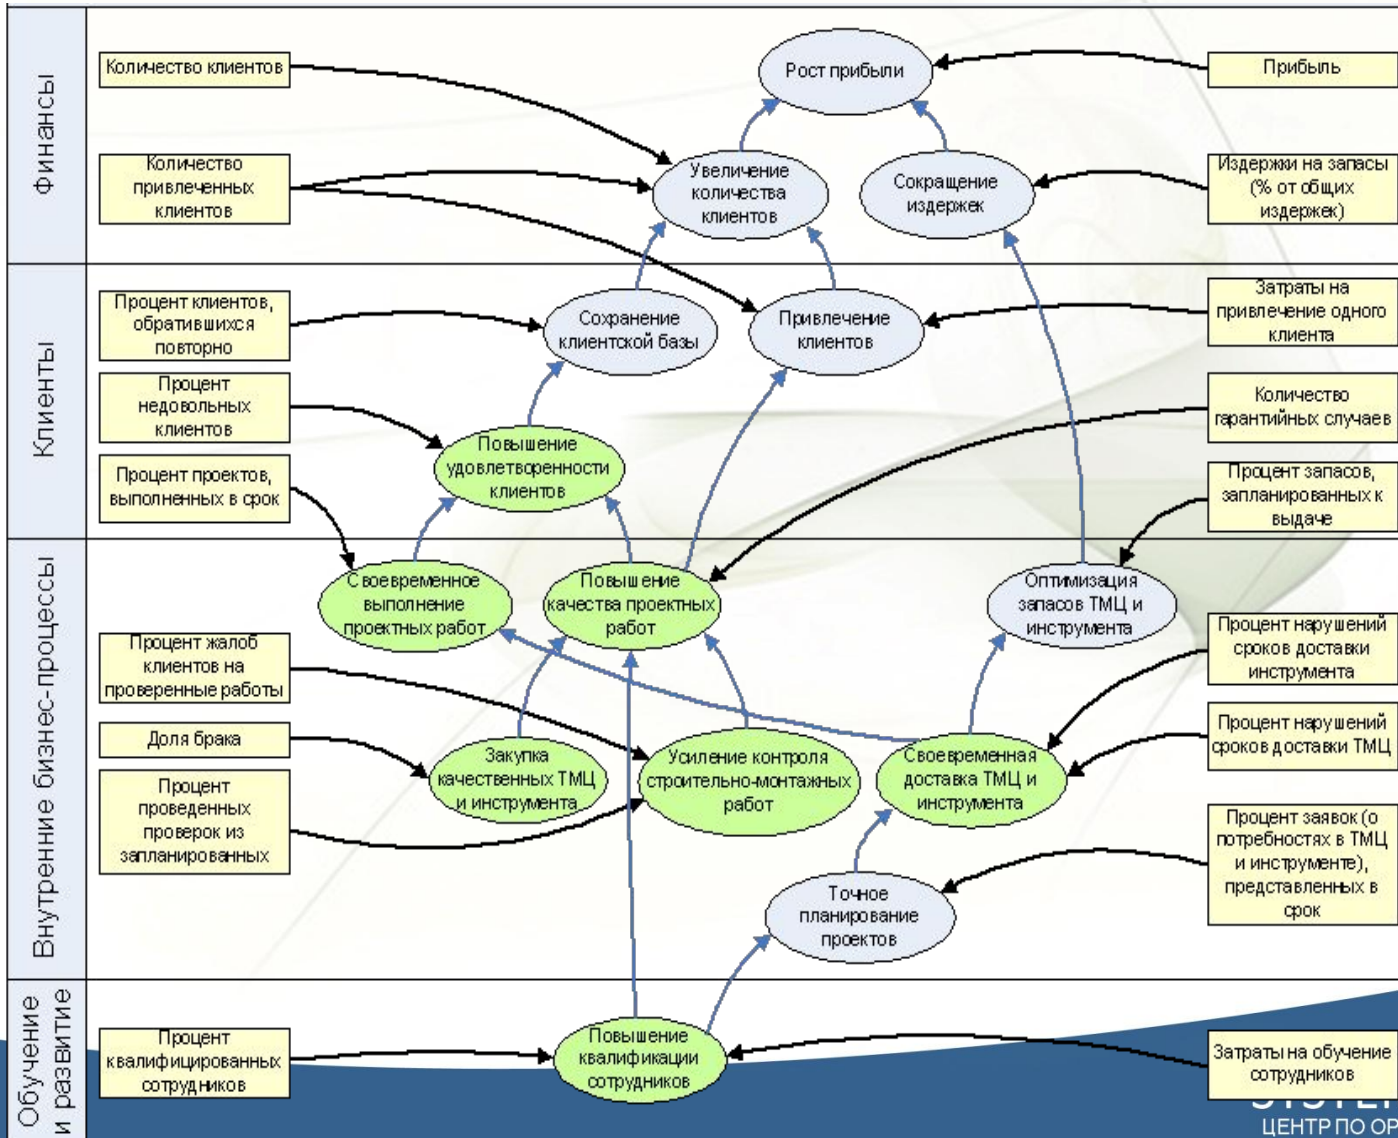 Финансы
Количество клиентов
Рост прибыли
Прибыль
Количество
привлеченных
клиентов
Увеличение
количества
клиентов
Сокращение
издержек
Издержки на запасы
(% от общих
издержек)
Клиенты
Процент клиентов,
обратившихся
повторно
Сохранение
клиентской базы
Привлечение
клиентов
Затраты на
привлечение одного
клиента
Процент
недовольных
клиентов
Количество
гарантийных случаев
Повышение
удовлетворенности
клиентов
Процент проектов,
выполненных в срок
Процент запасов,
запланированных к
выдаче
Внутренние бизнес-процессы
Своевременное
выполнение
проектных работ
Повышение
качества проектных
работ
Оптимизация
запасов ТМЦ и
инструмента
Процент жалоб
клиентов на
проверенные работы
Процент нарушений
сроков доставки
инструмента
Доля брака
Закупка
качественных ТМЦ
и инструмента
Усиление контроля
строительно-монтажных
работ
Своевременная
доставка ТМЦ и
инструмента
Процент нарушений
сроков доставки ТМЦ
Процент
проведенных
проверок из
запланированных
Процент заявок (о
потребностях в ТМЦ
и инструменте),
представленных в
срок
Точное
планирование
проектов
Обучение
и развитие
Процент
квалифицированных
сотрудников
Повышение
квалификации
сотрудников
Затраты на обучение
сотрудников
ЦЕНТР ПО ОР